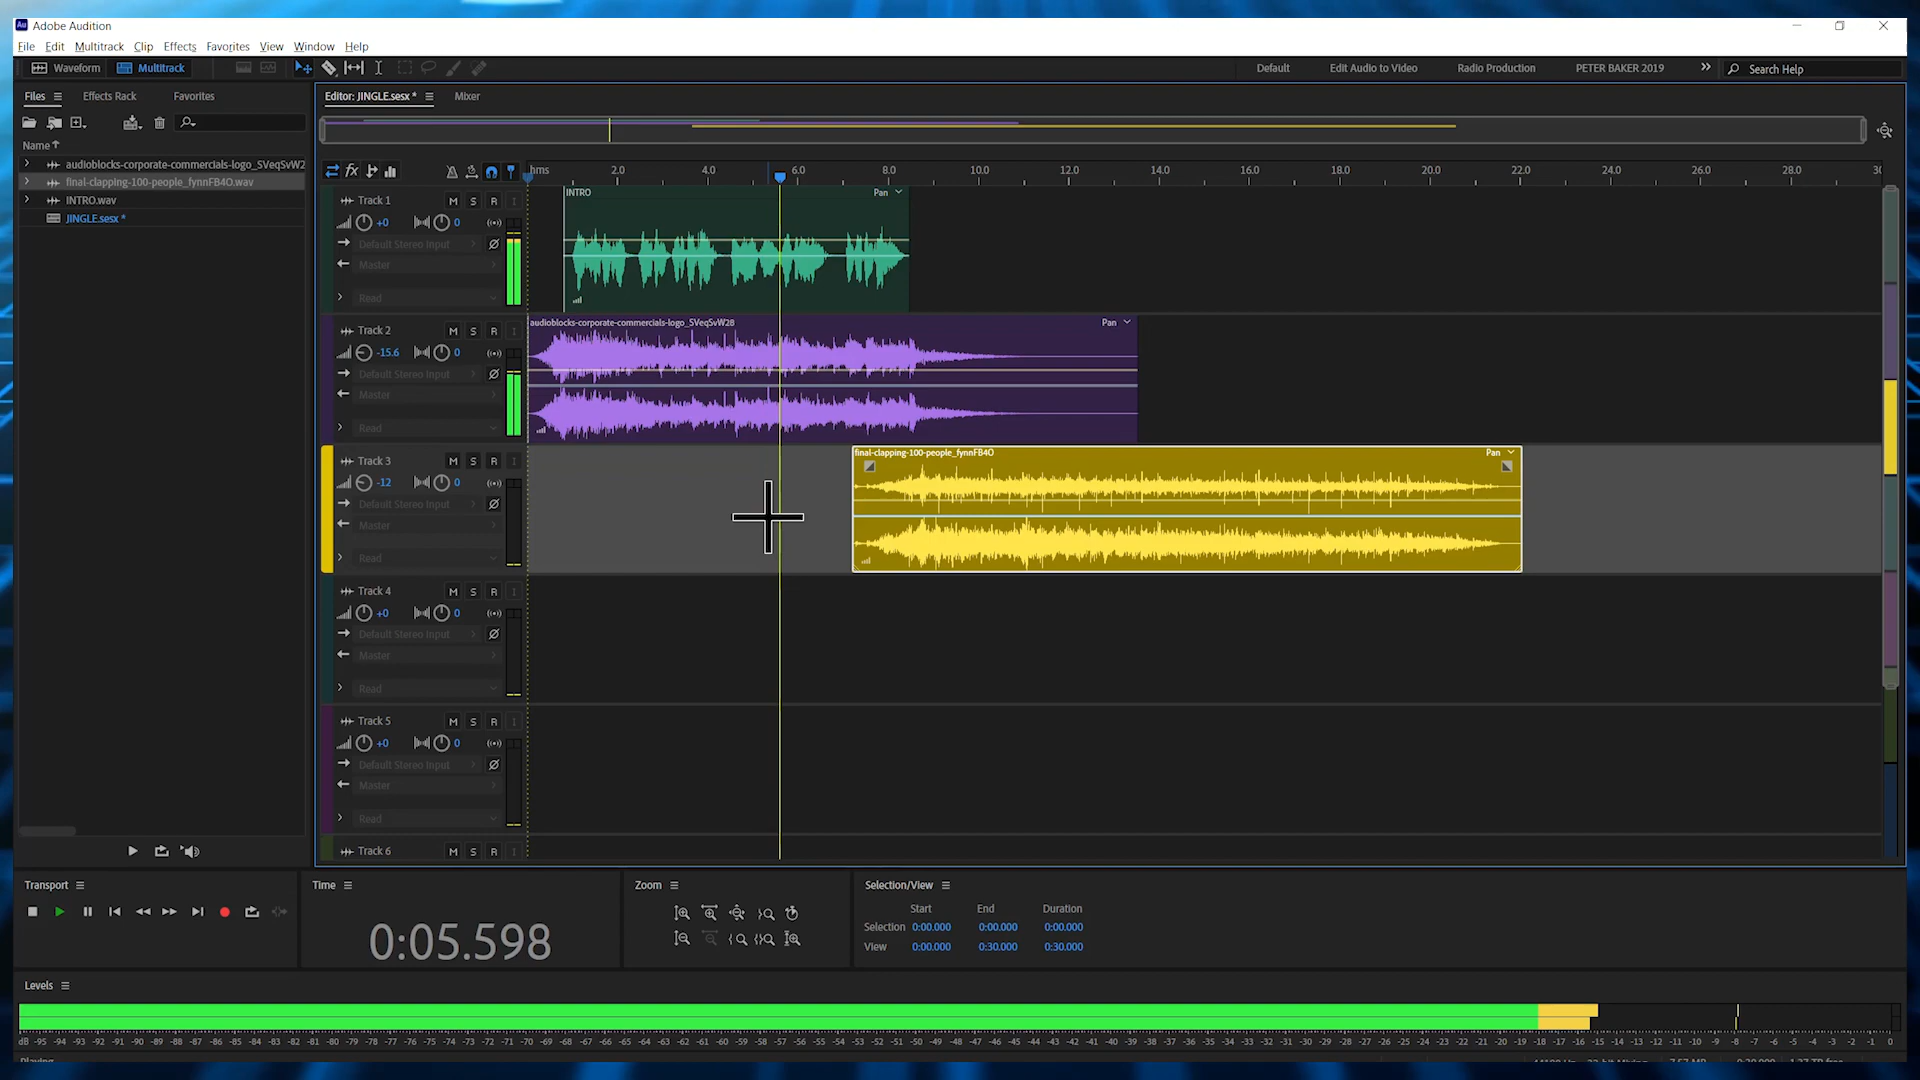 Au Adobe Audition
File Edit Multitrack Clip Effects Favorites View Window Help
Waveform Multitrack Default Edit Audio to Video Radio Production PETER BAKER 2019 Search Help
Files Effects Rack Favorites
Name
audioblocks-corporate-commercials-logo_SVeqSvW2
final-clapping-100-people_fynnFB4O.wav
INTRO.wav
JINGLE.sesx *
Editor: JINGLE.sesx * Mixer
fx hms 2.0 4.0 6.0 8.0 10.0 12.0 14.0 16.0 18.0 20.0 22.0 24.0 26.0 28.0 30
Track 1 M S R I
+0 0
Default Stereo Input
Master
Read
INTRO Pan
Track 2 M S R I
-15.6 0
Default Stereo Input
Master
Read
audioblocks-corporate-commercials-logo_SVeqSvW28 Pan
Track 3 M S R I
-12 0
Default Stereo Input
Master
Read
final-clapping-100-people_fynnFB4O Pan
Track 4 M S R I
+0 0
Default Stereo Input
Master
Read
Track 5 M S R I
+0 0
Default Stereo Input
Master
Read
Track 6 M S R I
Transport
Time
0:05.598
Zoom
Selection/View
Start End Duration
Selection 0:00.000 0:00.000 0:00.000
View 0:00.000 0:30.000 0:30.000
Levels
dB -95 -94 -93 -92 -91 -90 -89 -88 -87 -86 -85 -84 -83 -82 -81 -80 -79 -78 -77 -76 -75 -74 -73 -72 -71 -70 -69 -68 -67 -66 -65 -64 -63 -62 -61 -60 -59 -58 -57 -56 -55 -54 -53 -52 -51 -50 -49 -48 -47 -46 -45 -44 -43 -42 -41 -40 -39 -38 -37 -36 -35 -34 -33 -32 -31 -30 -29 -28 -27 -26 -25 -24 -23 -22 -21 -20 -19 -18 -17 -16 -15 -14 -13 -12 -11 -10 -9 -8 -7 -6 -5 -4 -3 -2 -1 0
Playing